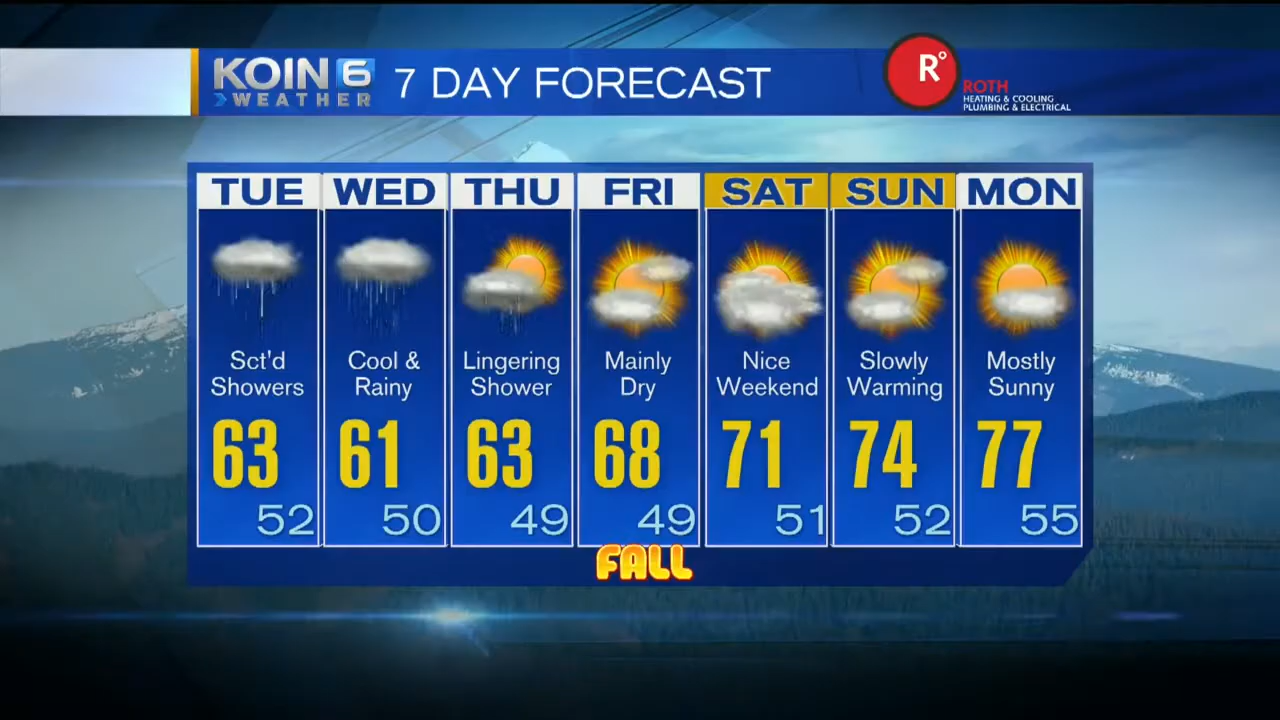 KOIN 6
WEATHER
7 DAY FORECAST
R°
ROTH
HEATING & COOLING
PLUMBING & ELECTRICAL
TUE WED THU FRI SAT SUN MON
Sct'd Cool & Lingering Mainly Nice Slowly Mostly
Showers Rainy Shower Dry Weekend Warming Sunny
63 61 63 68 71 74 77
52 50 49 49 51 52 55
FALL